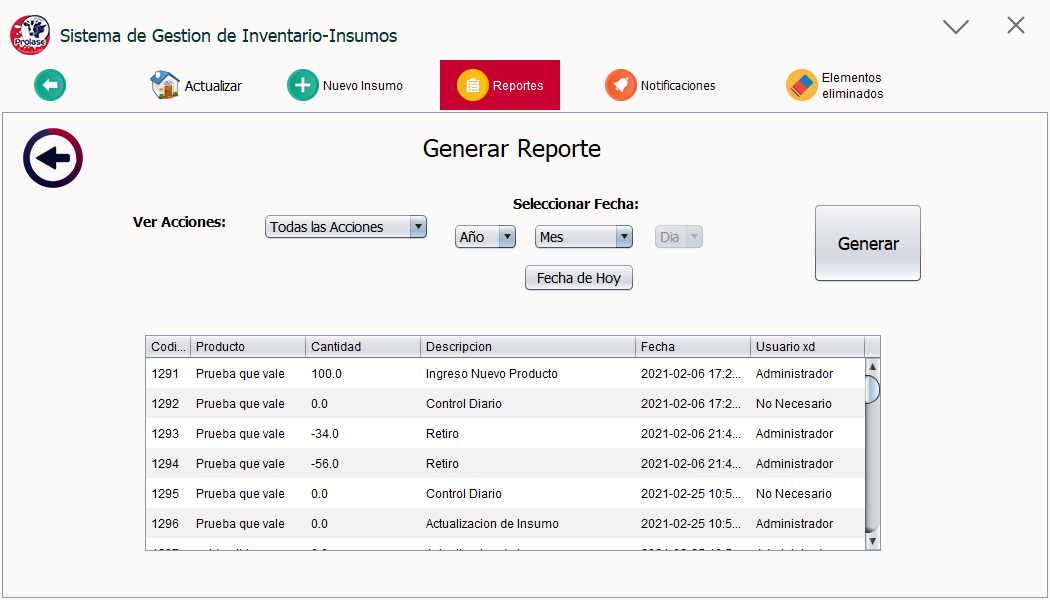 Prolase
Sistema de Gestion de Inventario-Insumos
Actualizar
Nuevo Insumo
Reportes
Notificaciones
Elementos
eliminados
Generar Reporte
Ver Acciones:
Todas las Acciones
Seleccionar Fecha:
Año
Mes
Dia
Fecha de Hoy
Generar
Codi... Producto Cantidad Descripcion Fecha Usuario xd
1291 Prueba que vale 100.0 Ingreso Nuevo Producto 2021-02-06 17:2... Administrador
1292 Prueba que vale 0.0 Control Diario 2021-02-06 17:2... No Necesario
1293 Prueba que vale -34.0 Retiro 2021-02-06 21:4... Administrador
1294 Prueba que vale -56.0 Retiro 2021-02-06 21:4... Administrador
1295 Prueba que vale 0.0 Control Diario 2021-02-25 10:5... No Necesario
1296 Prueba que vale 0.0 Actualizacion de Insumo 2021-02-25 10:5... Administrador